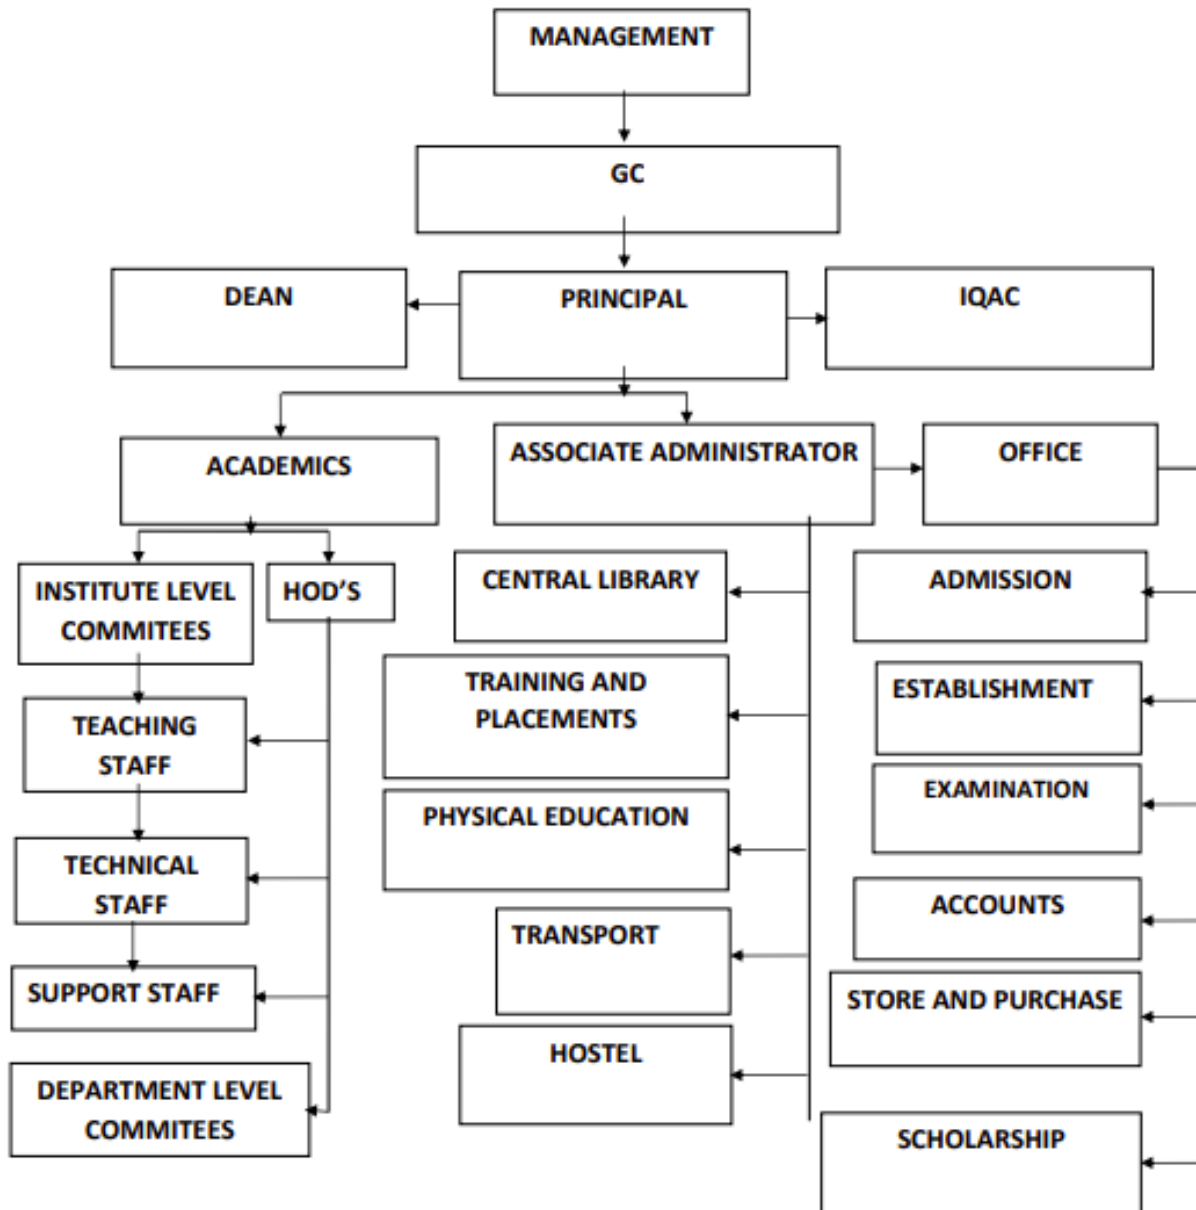 MANAGEMENT
GC
DEAN
PRINCIPAL
IQAC
ACADEMICS
ASSOCIATE ADMINISTRATOR
OFFICE
INSTITUTE LEVEL
COMMITEES
HOD'S
CENTRAL LIBRARY
ADMISSION
TEACHING
STAFF
TRAINING AND
PLACEMENTS
ESTABLISHMENT
TECHNICAL
STAFF
PHYSICAL EDUCATION
EXAMINATION
SUPPORT STAFF
TRANSPORT
ACCOUNTS
DEPARTMENT LEVEL
COMMITEES
HOSTEL
STORE AND PURCHASE
SCHOLARSHIP